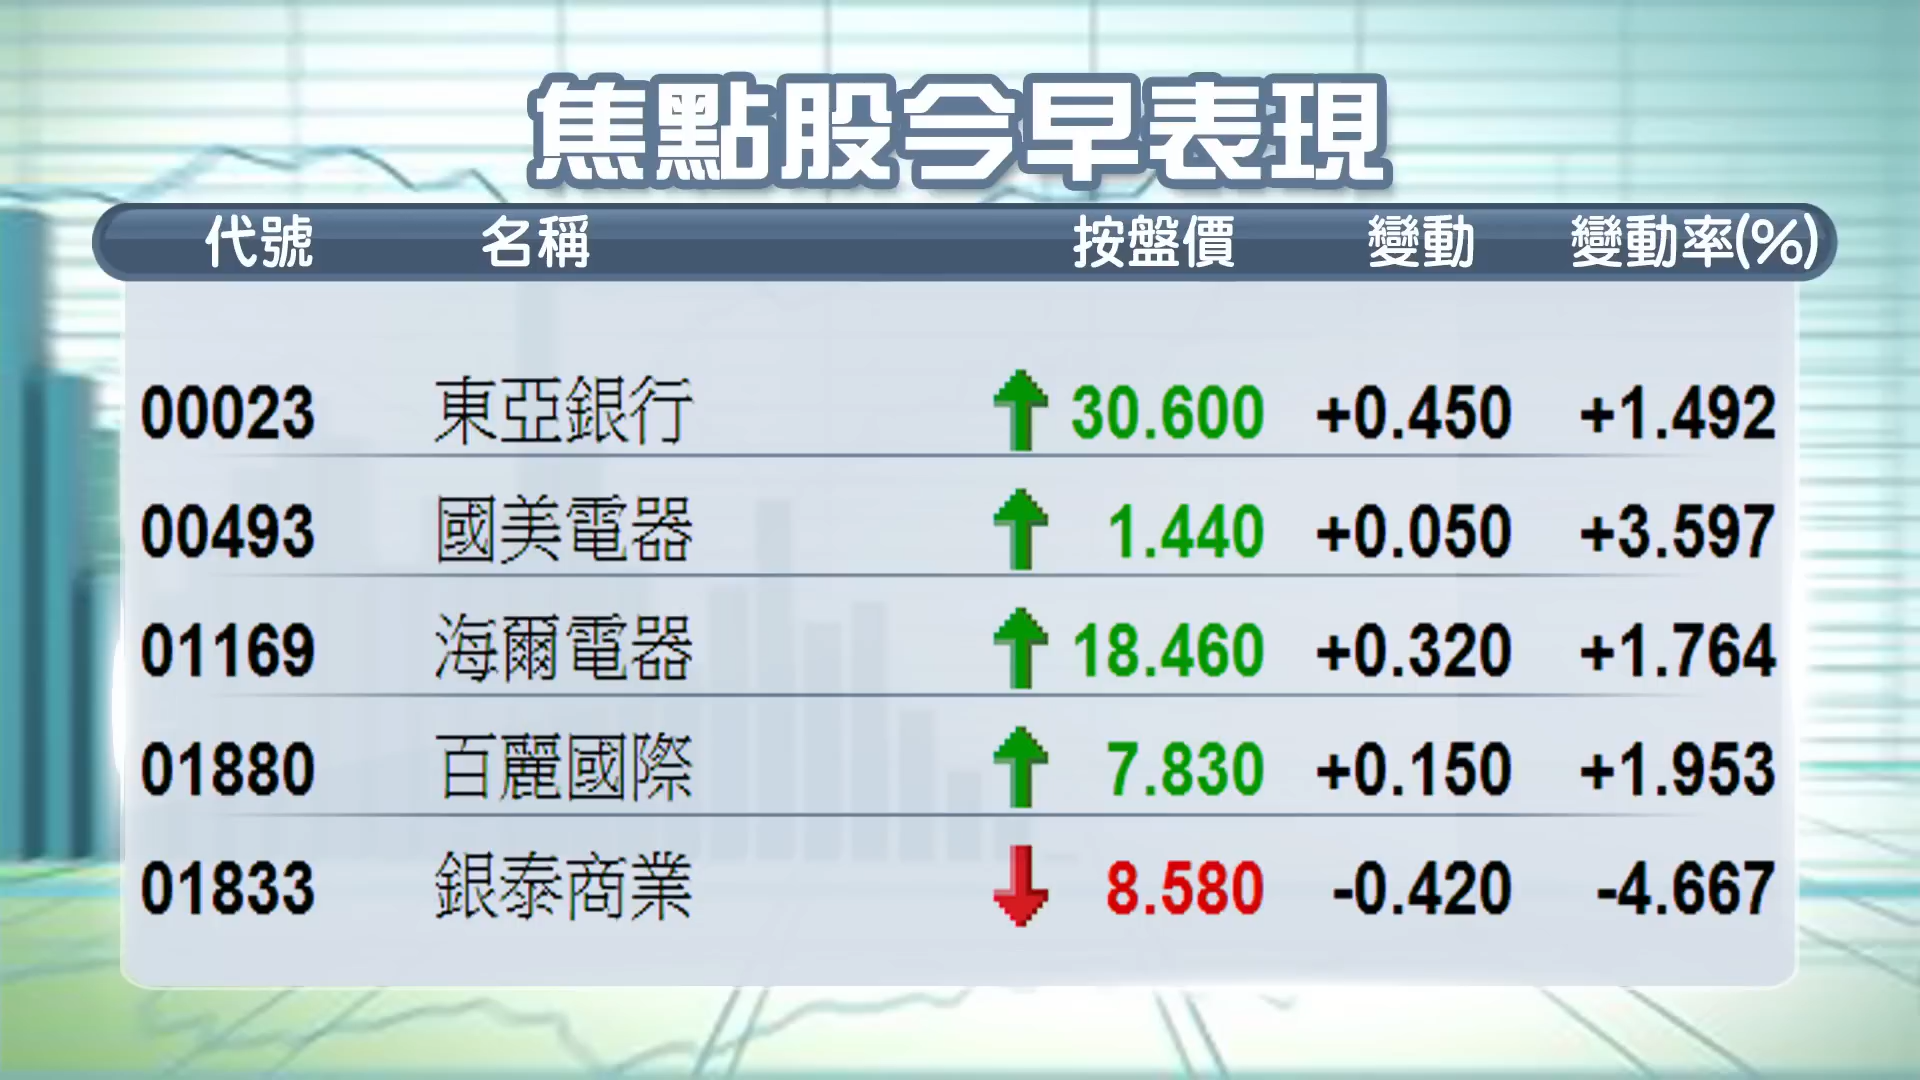 焦點股今早表現
代號 名稱 按盤價 變動 變動率(%)
00023 東亞銀行 30.600 +0.450 +1.492
00493 國美電器 1.440 +0.050 +3.597
01169 海爾電器 18.460 +0.320 +1.764
01880 百麗國際 7.830 +0.150 +1.953
01833 銀泰商業 8.580 -0.420 -4.667